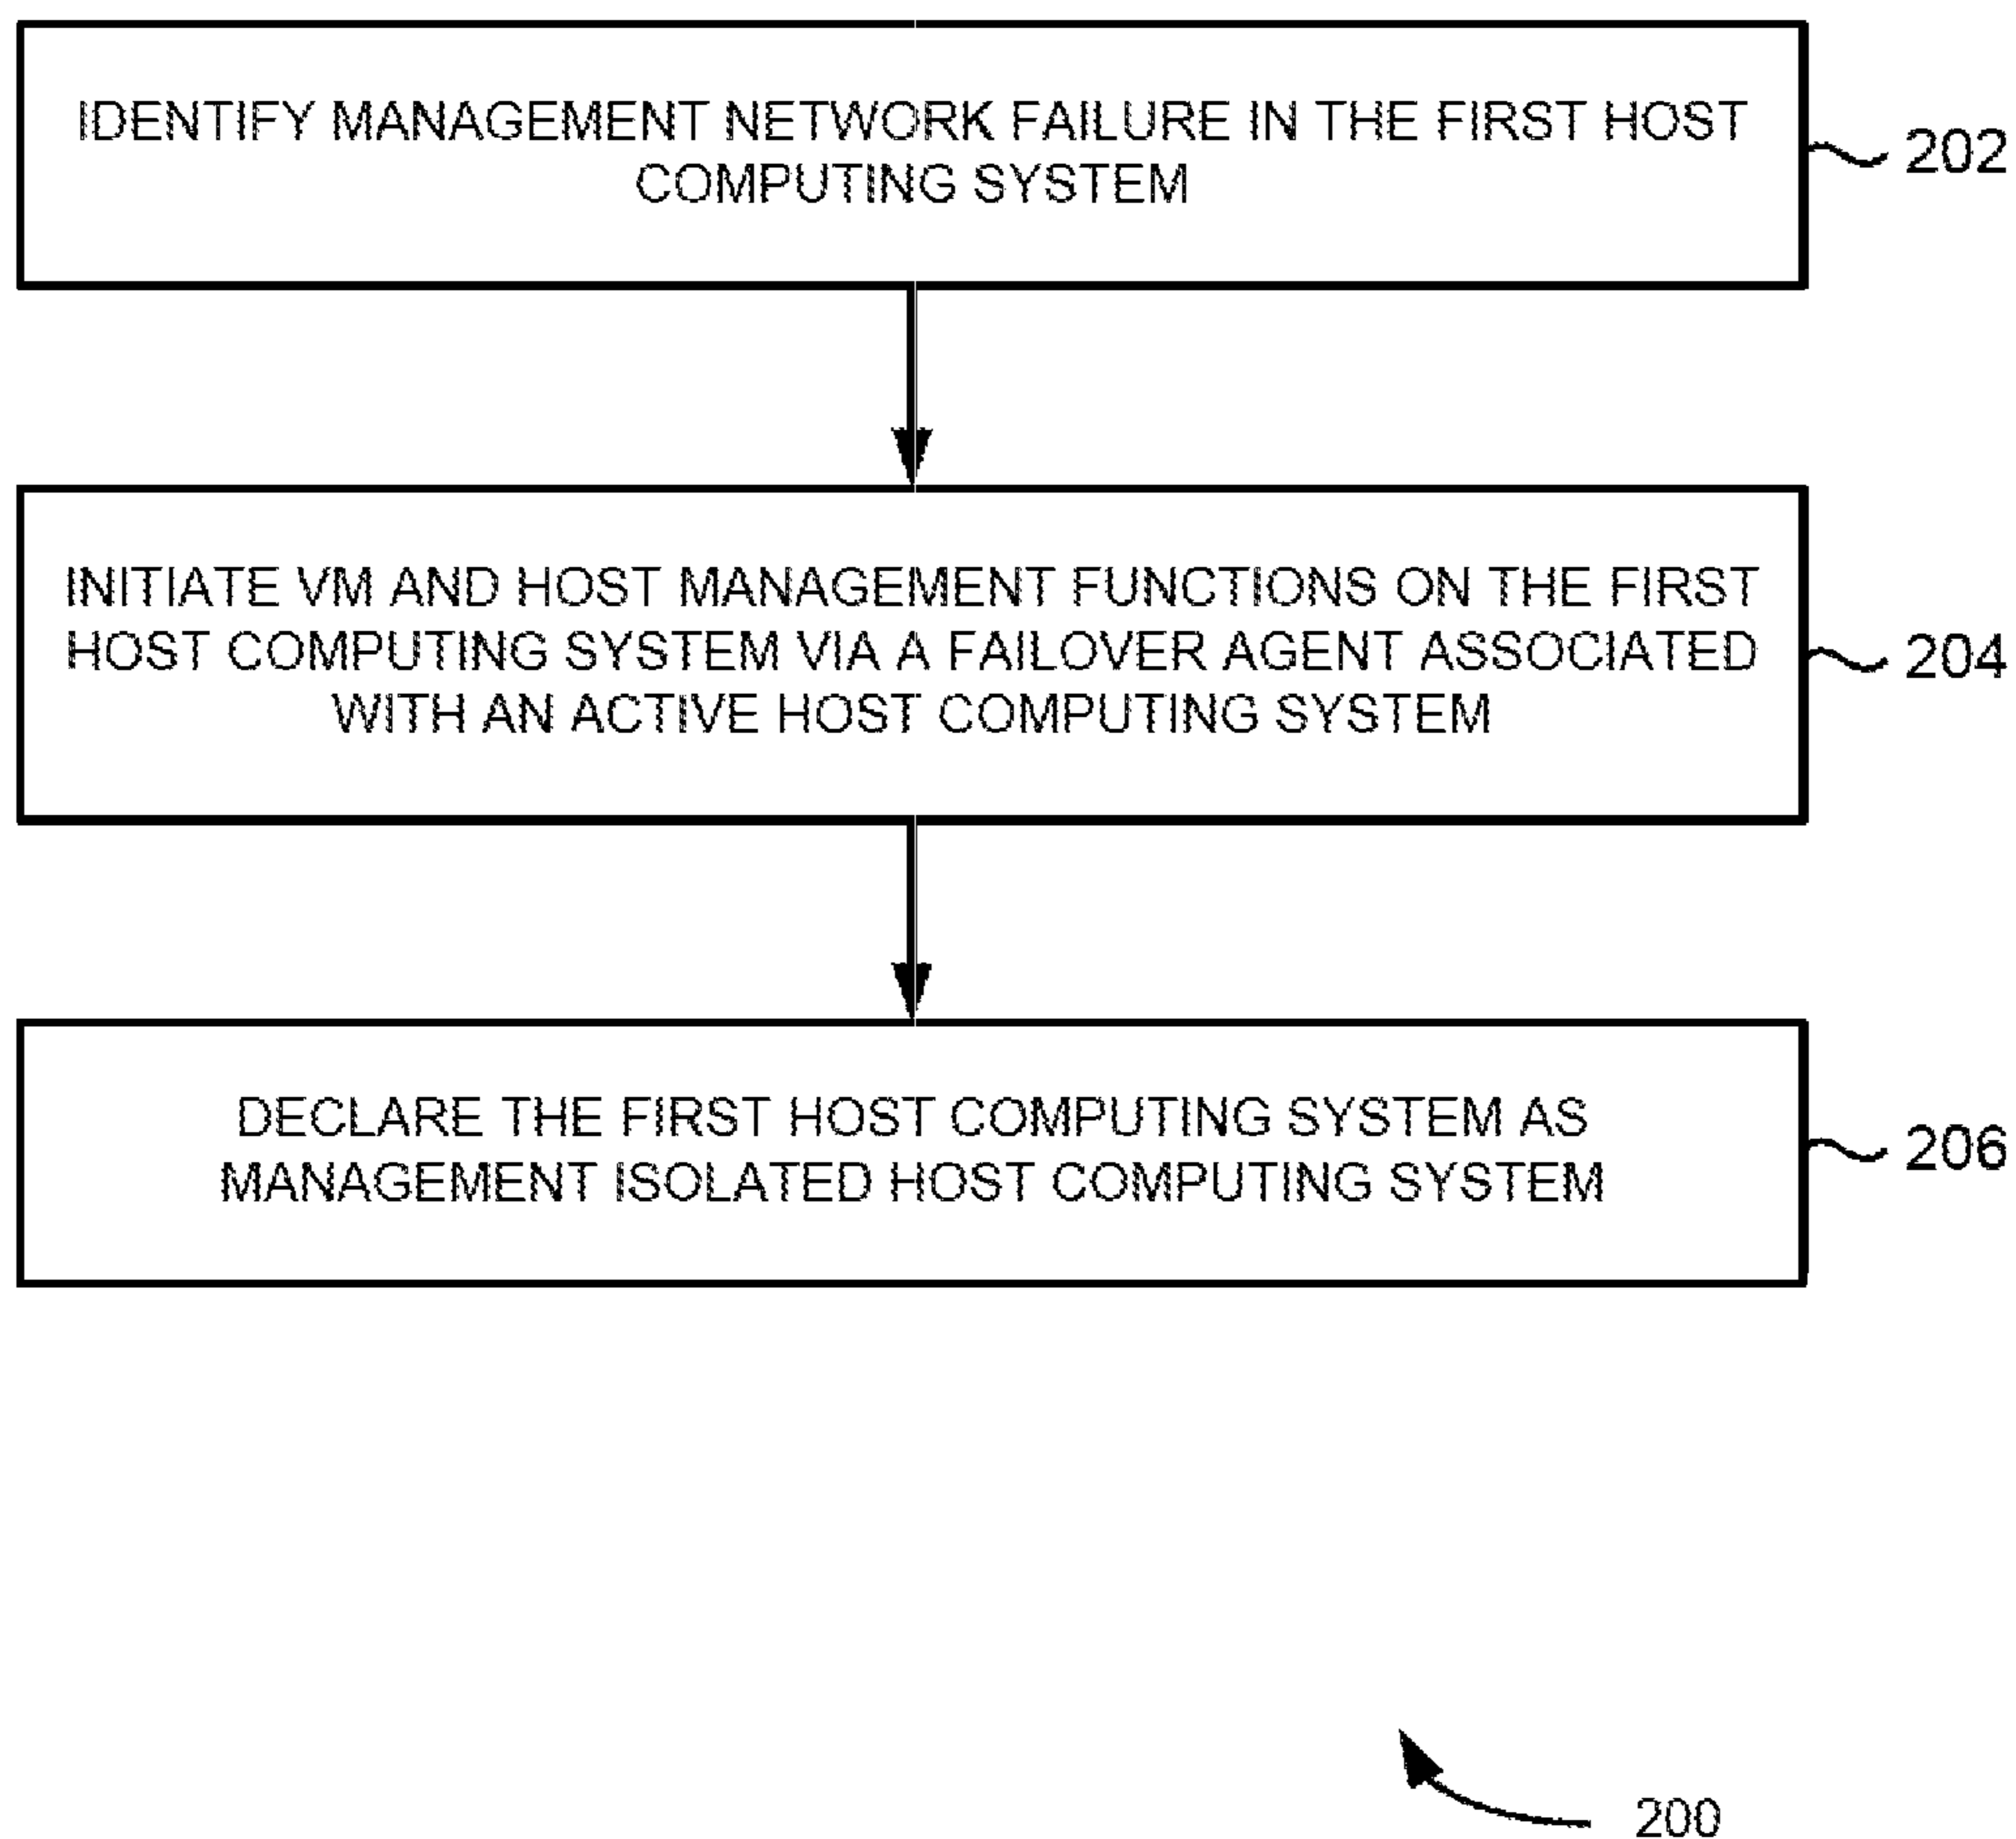 IDENTIFY MANAGEMENT NETWORK FAILURE IN THE FIRST HOST
COMPUTING SYSTEM
202
INITIATE VM AND HOST MANAGEMENT FUNCTIONS ON THE FIRST
HOST COMPUTING SYSTEM VIA A FAILOVER AGENT ASSOCIATED
WITH AN ACTIVE HOST COMPUTING SYSTEM
204
DECLARE THE FIRST HOST COMPUTING SYSTEM AS
MANAGEMENT ISOLATED HOST COMPUTING SYSTEM
206
200